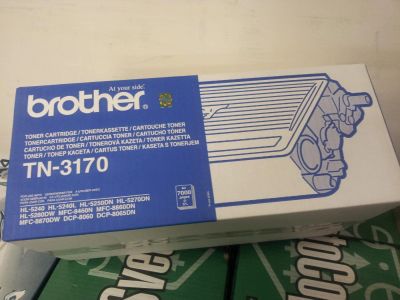 At your side.
brother®
TONER CARTRIDGE / TONERKASSETTE / CARTOUCHE TONER
TONERCARTRIDGE / CARTUCCIA TONER / CARTUCHO TÓNER
CARTUCHO DE TONER / TONEROVÁ KAZETA / TONER KAZETTA
TONER / ТОНЕР КАСЕТА / CARTUS TONER / KASETA S TONERJEM
TN-3170
HL-5240 HL-5240L HL-5250DN HL-5270DN
HL-5280DW MFC-8460N MFC-8860DN
MFC-8870DW DCP-8060 DCP-8065DN
7000